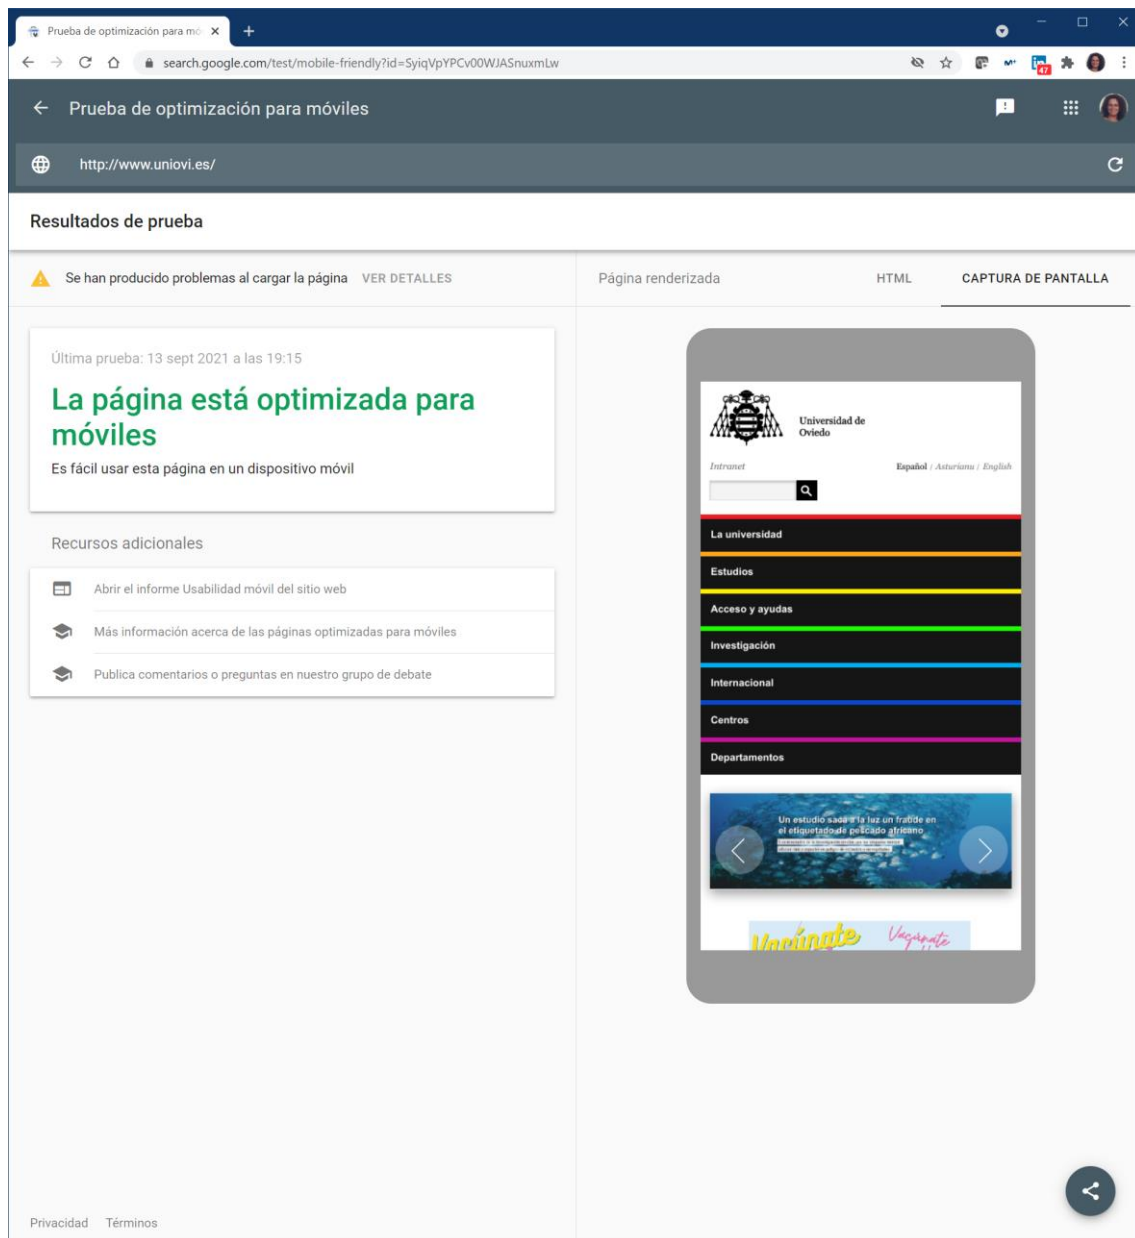 Prueba de optimización para mó
search.google.com/test/mobile-friendly?id=SyiqVpYPCv00WJASnuxmLw
47
Prueba de optimización para móviles
http://www.uniovi.es/
Resultados de prueba
Se han producido problemas al cargar la página VER DETALLES
Página renderizada HTML CAPTURA DE PANTALLA
Última prueba: 13 sept 2021 a las 19:15
La página está optimizada para
móviles
Es fácil usar esta página en un dispositivo móvil
Recursos adicionales
Abrir el informe Usabilidad móvil del sitio web
Más información acerca de las páginas optimizadas para móviles
Publica comentarios o preguntas en nuestro grupo de debate
Universidad de
Oviedo
Intranet Español / Asturianu / English
La universidad
Estudios
Acceso y ayudas
Investigación
Internacional
Centros
Departamentos
Un estudio saca a la luz un fraude en
el etiquetado de pescado africano
Vacúnate Vacúnate
Privacidad Términos